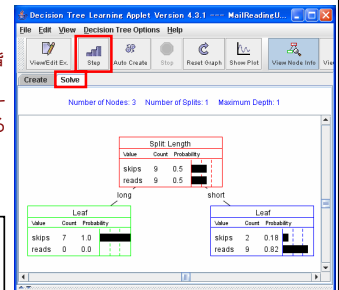 Decision Tree Learning Applet Version 4.3.1 --- MailReadingU...
File Edit View Decision Tree Options Help
View/Edit Ex. Step Auto Create Stop Reset Graph Show Plot View Node Info
Create Solve
Number of Nodes: 3 Number of Splits: 1 Maximum Depth: 1
Split Length
Value Count Probability
skips 9 0.5
reads 9 0.5
long short
Leaf
Value Count Probability
skips 7 1.0
reads 0 0.0
Leaf
Value Count Probability
skips 2 0.18
reads 9 0.82